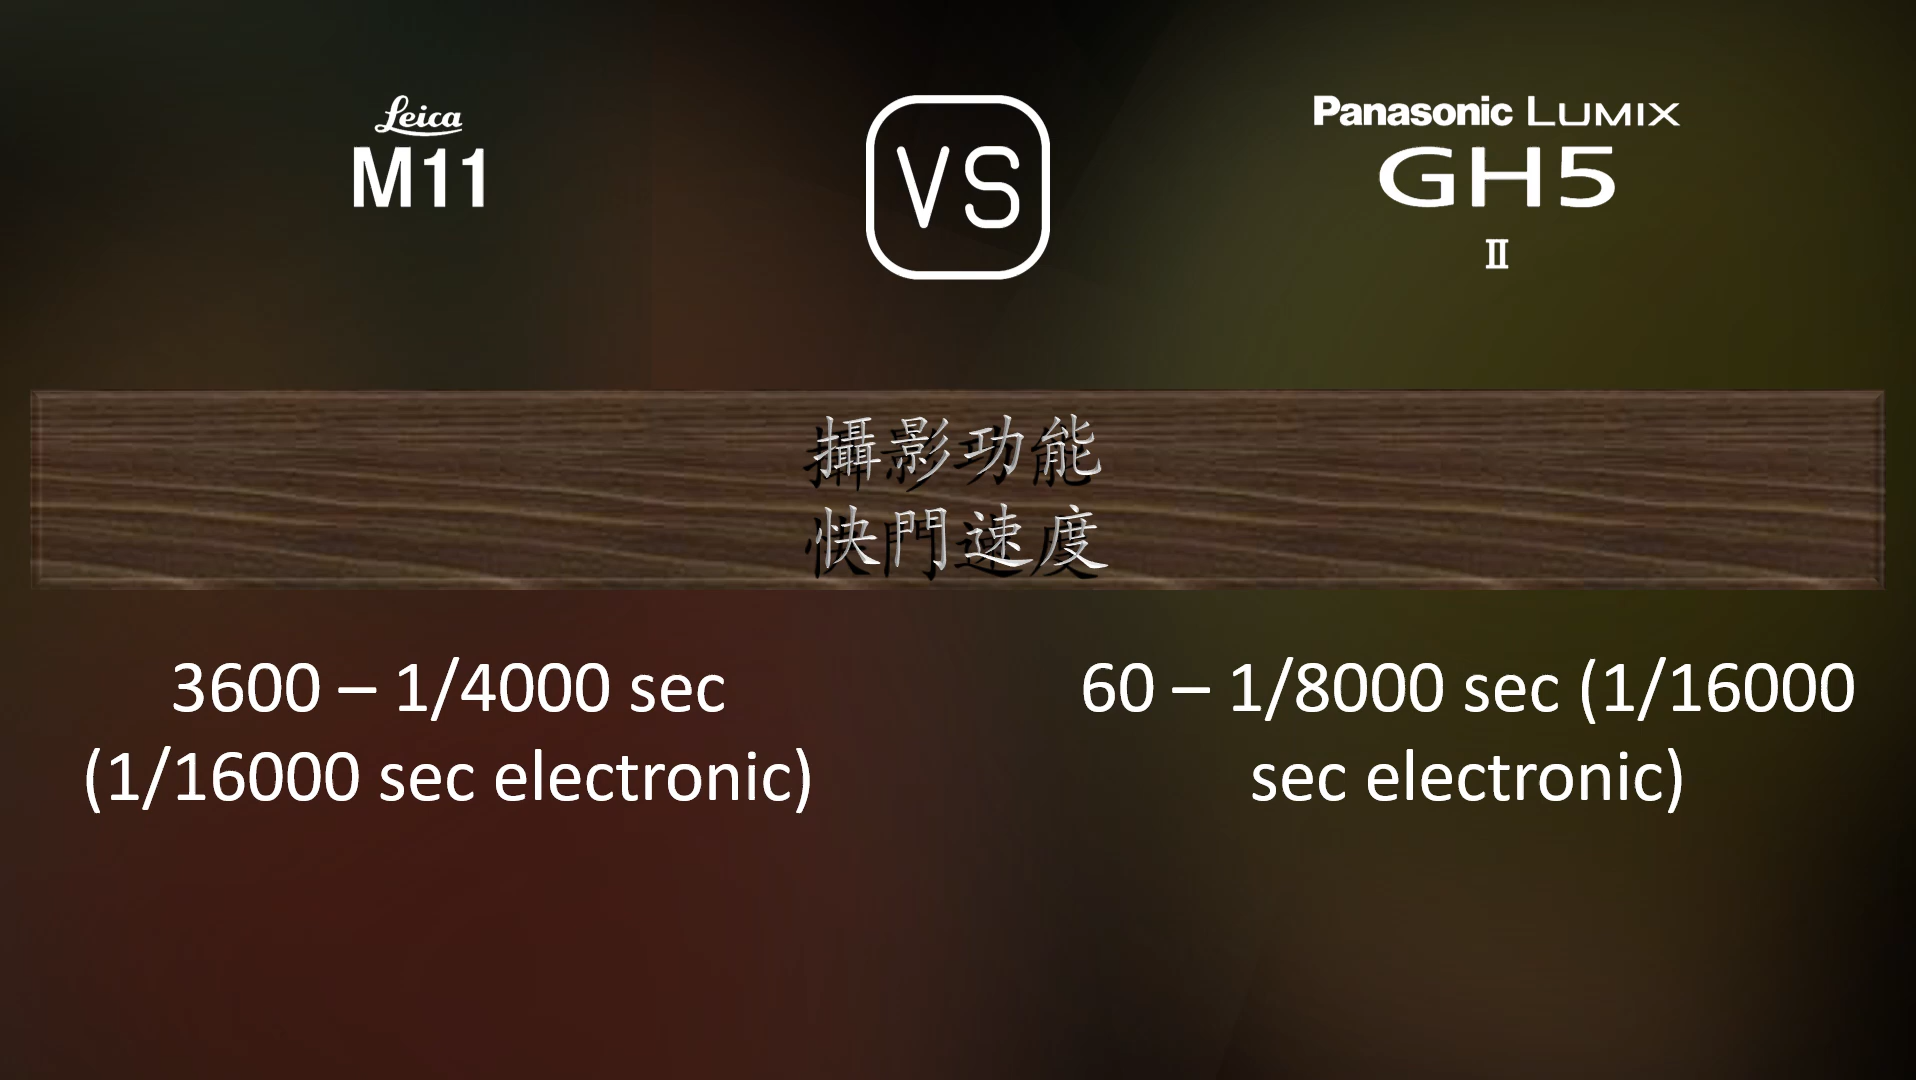 Leica
M11
VS
Panasonic LUMIX
GH5
II
攝影功能
快門速度
3600 – 1/4000 sec
(1/16000 sec electronic)
60 – 1/8000 sec (1/16000
sec electronic)